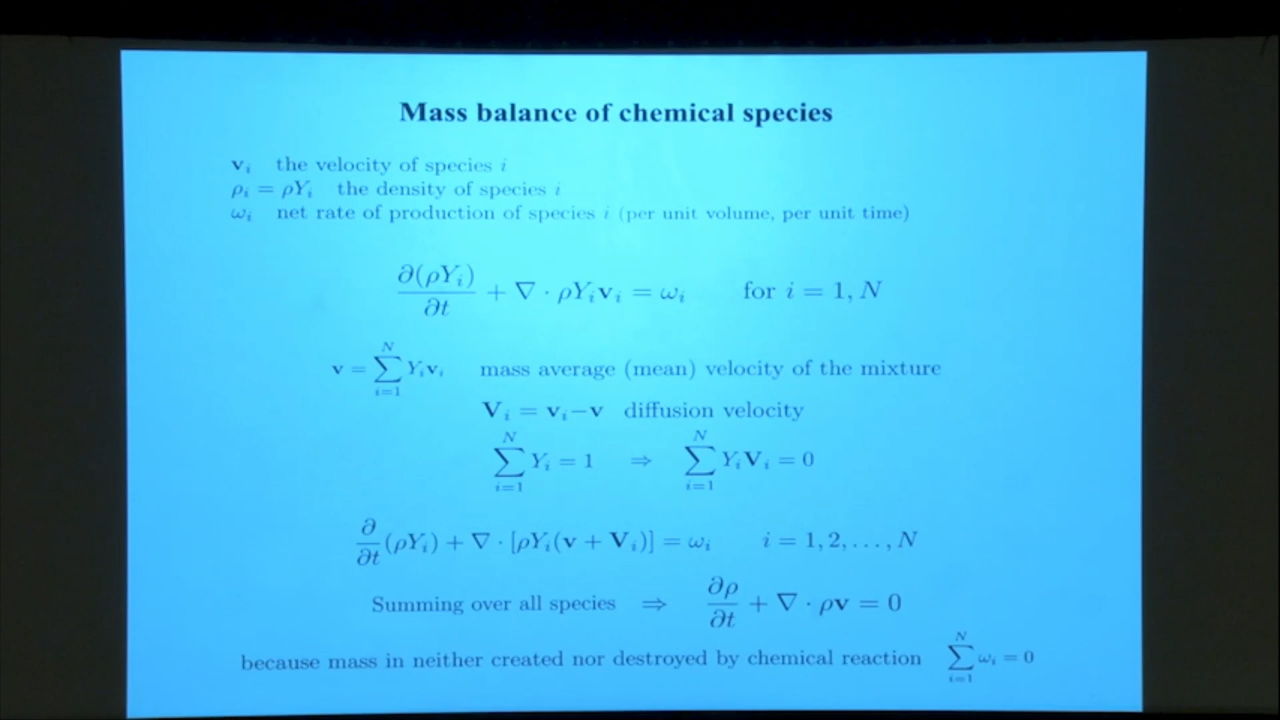 Mass balance of chemical species
v_i the velocity of species i
ρ_i = ρY_i the density of species i
ω_i net rate of production of species i (per unit volume, per unit time)
∂(ρY_i)/∂t + ∇ · ρY_i v_i = ω_i for i = 1, N
v = ∑_{i=1}^{N} Y_i v_i mass average (mean) velocity of the mixture
V_i = v_i − v diffusion velocity
∑_{i=1}^{N} Y_i = 1 ⇒ ∑_{i=1}^{N} Y_i V_i = 0
∂/∂t (ρY_i) + ∇ · [ρY_i(v + V_i)] = ω_i i = 1, 2, . . . , N
Summing over all species ⇒ ∂ρ/∂t + ∇ · ρv = 0
because mass in neither created nor destroyed by chemical reaction ∑_{i=1}^{N} ω_i = 0